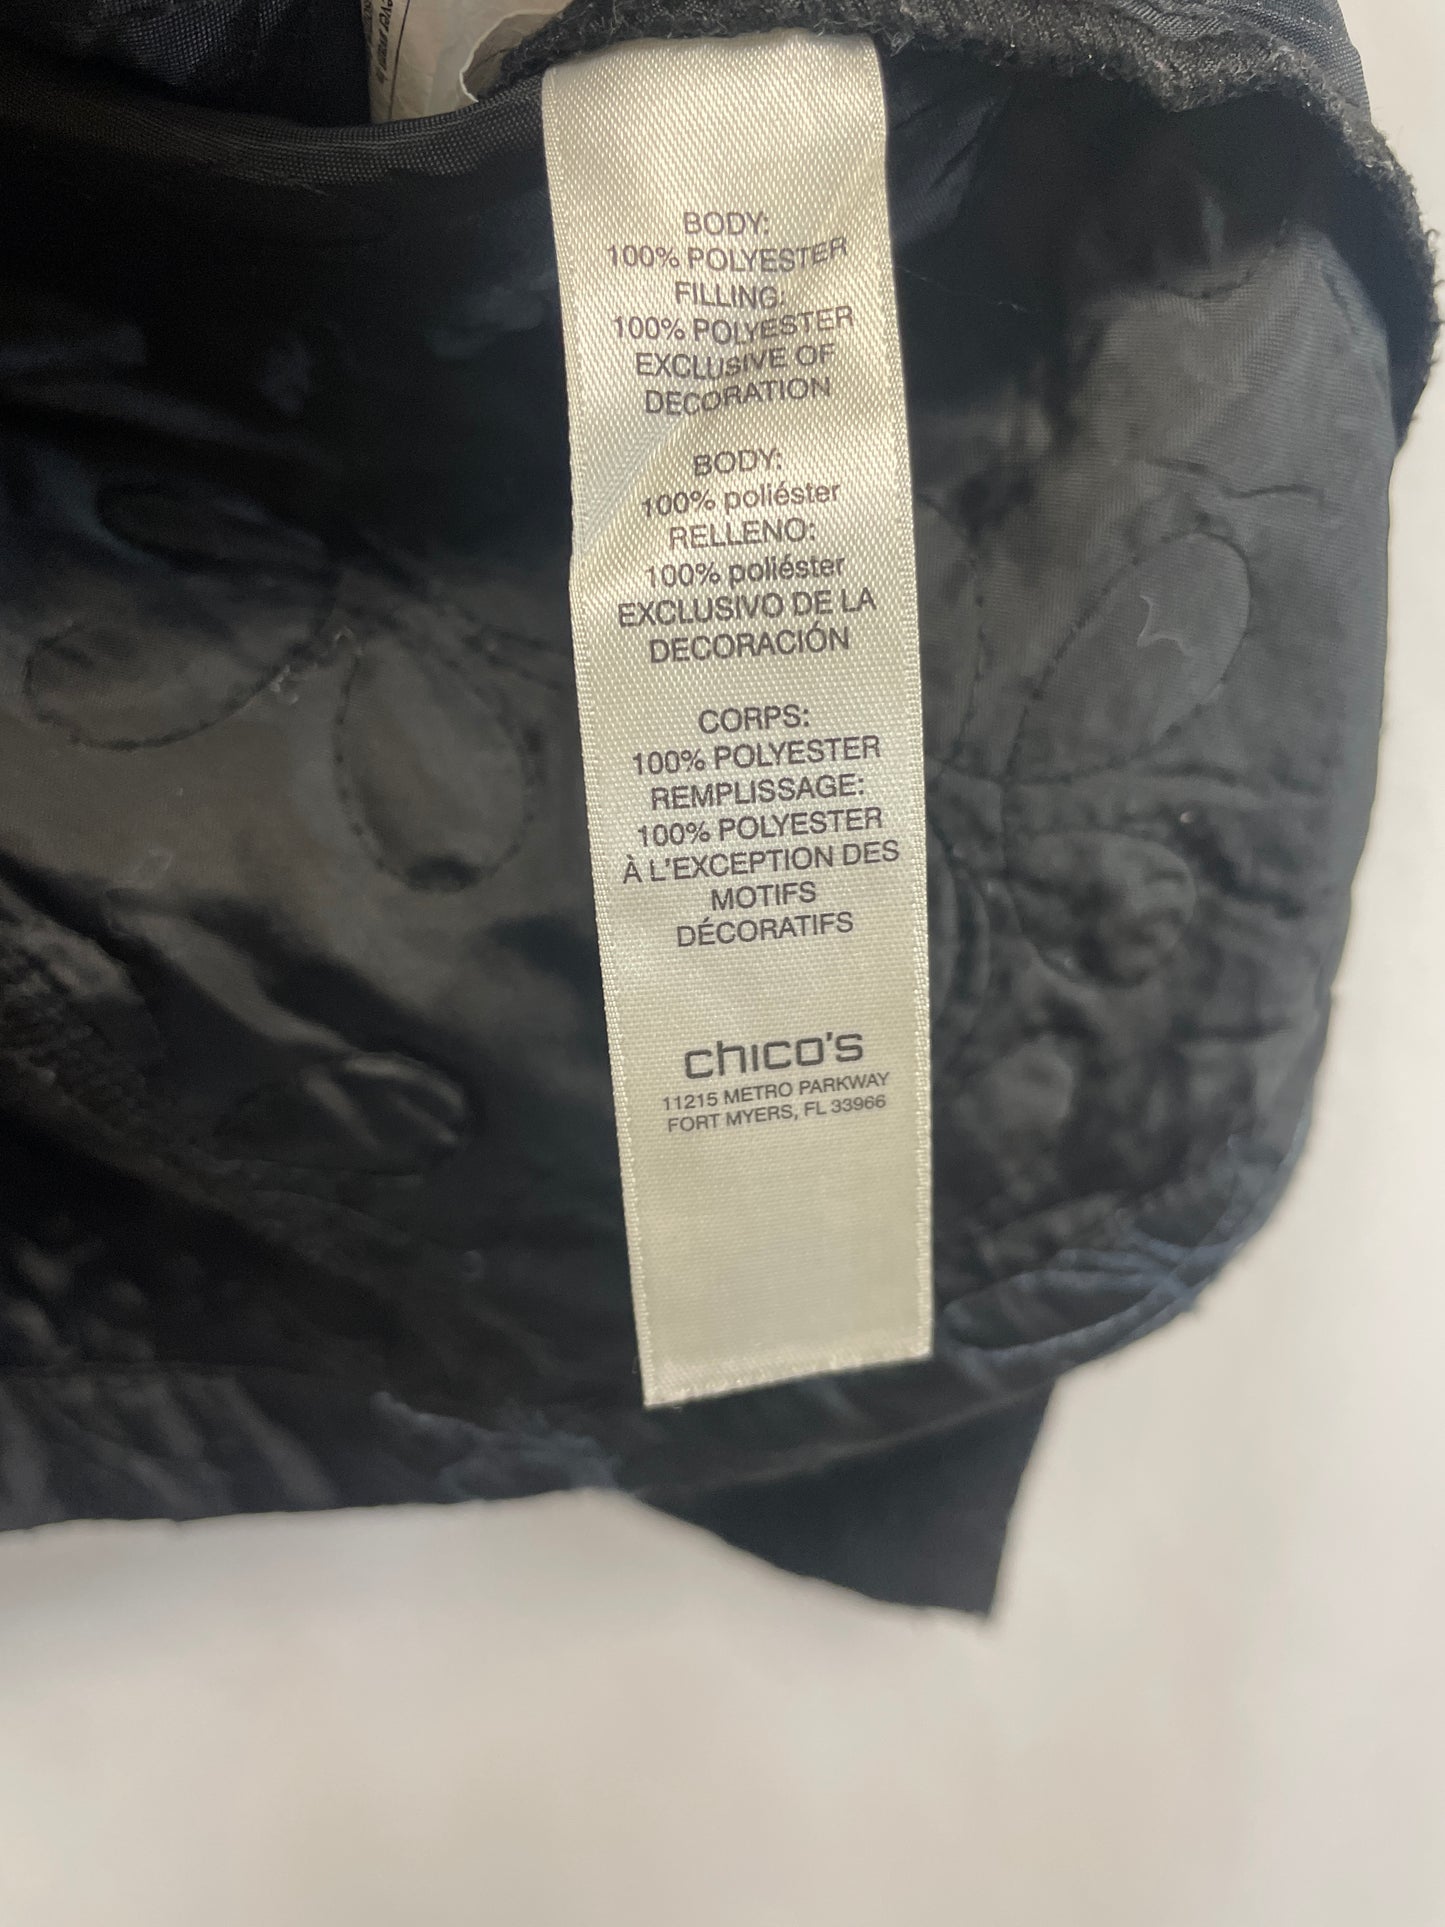 BODY:
100% POLYESTER
FILLING:
100% POLYESTER
EXCLUSIVE OF
DECORATION
BODY:
100% poliéster
RELLENO:
100% poliéster
EXCLUSIVO DE LA
DECORACIÓN
CORPS:
100% POLYESTER
REMPLISSAGE:
100% POLYESTER
À L'EXCEPTION DES
MOTIFS
DÉCORATIFS
chico's
11215 METRO PARKWAY
FORT MYERS, FL 33966